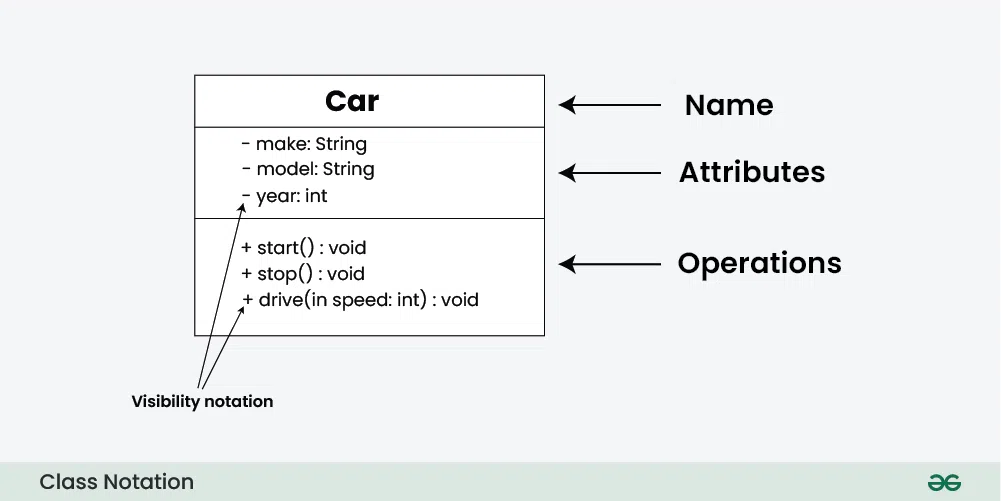 Car
- make: String
- model: String
- year: int
+ start() : void
+ stop() : void
+ drive(in speed: int) : void
Name
Attributes
Operations
Visibility notation
Class Notation